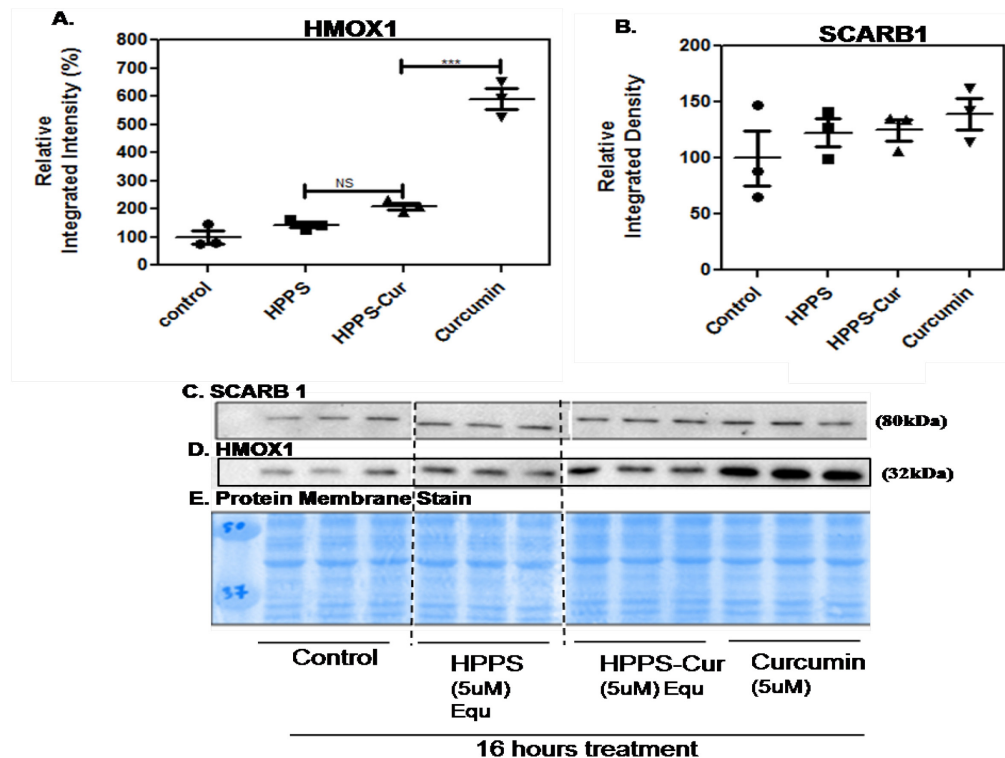 A.
HMOX1
Relative
Integrated Intensity (%)
800
700
600
500
400
300
200
100
0
***
NS
control
HPPS
HPPS-Cur
Curcumin
B.
SCARB1
Relative
Integrated Density
200
150
100
50
0
Control
HPPS
HPPS-Cur
Curcumin
C. SCARB 1
(80kDa)
D. HMOX1
(32kDa)
E. Protein Membrane Stain
50
37
Control
HPPS
(5uM)
Equ
HPPS-Cur
(5uM) Equ
Curcumin
(5uM)
16 hours treatment